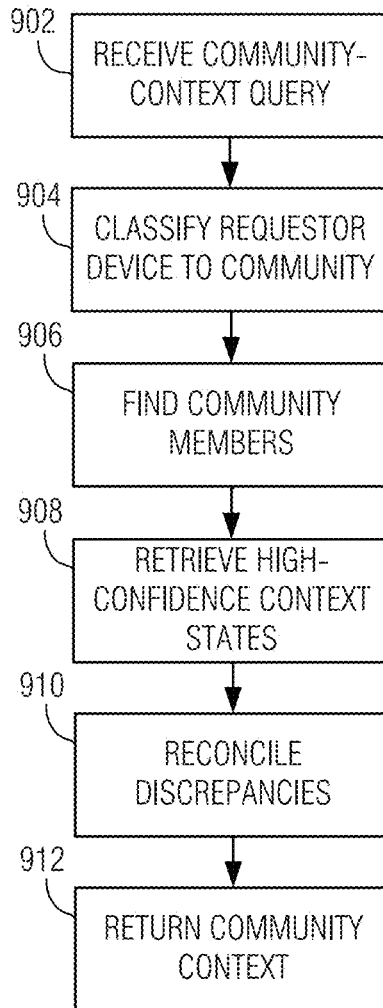 902
RECEIVE COMMUNITY-
CONTEXT QUERY
904
CLASSIFY REQUESTOR
DEVICE TO COMMUNITY
906
FIND COMMUNITY
MEMBERS
908
RETRIEVE HIGH-
CONFIDENCE CONTEXT
STATES
910
RECONCILE
DISCREPANCIES
912
RETURN COMMUNITY
CONTEXT